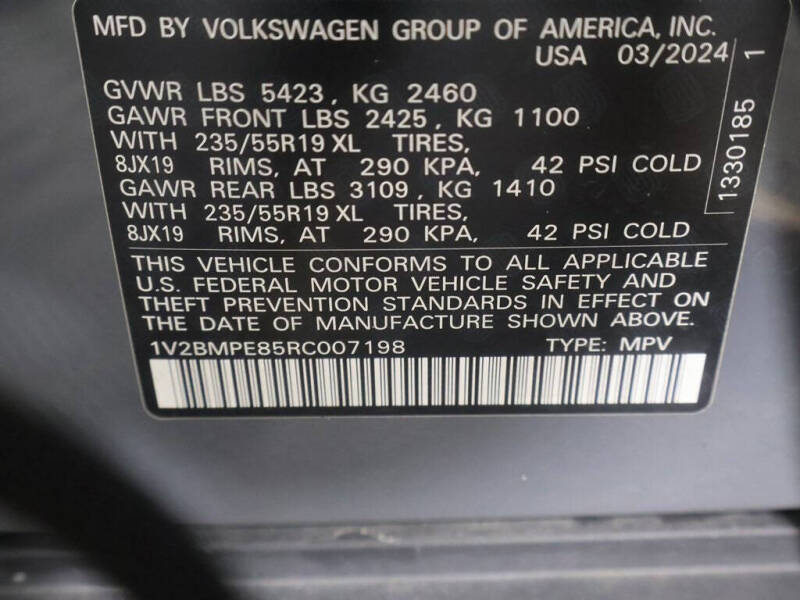 MFD BY VOLKSWAGEN GROUP OF AMERICA, INC.
USA 03/2024
GVWR LBS 5423, KG 2460
GAWR FRONT LBS 2425, KG 1100
WITH 235/55R19 XL TIRES,
8JX19 RIMS, AT 290 KPA, 42 PSI COLD
GAWR REAR LBS 3109, KG 1410
WITH 235/55R19 XL TIRES,
8JX19 RIMS, AT 290 KPA, 42 PSI COLD
THIS VEHICLE CONFORMS TO ALL APPLICABLE
U.S. FEDERAL MOTOR VEHICLE SAFETY AND
THEFT PREVENTION STANDARDS IN EFFECT ON
THE DATE OF MANUFACTURE SHOWN ABOVE.
1V2BMPE85RC007198 TYPE: MPV
1330185 1